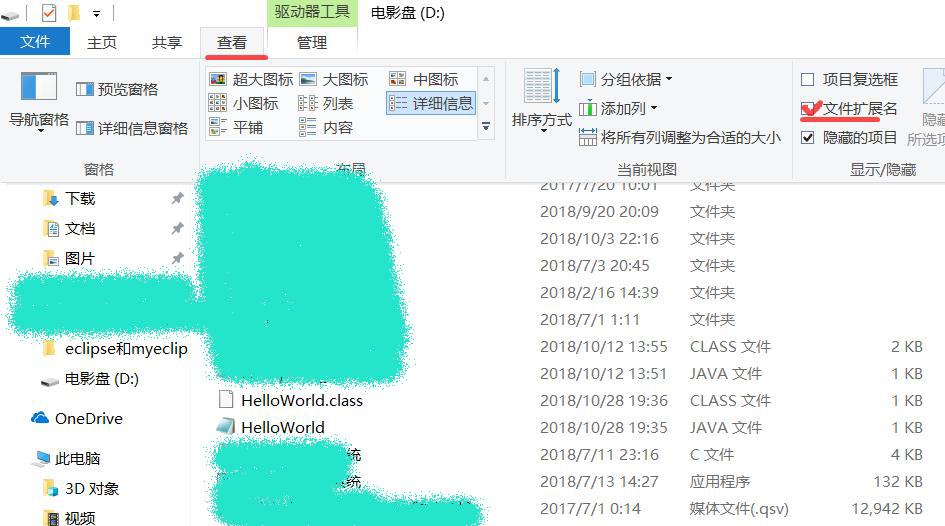 驱动器工具 电影盘 (D:)
文件 主页 共享 查看 管理
导航窗格
预览窗格
详细信息窗格
窗格
超大图标 大图标 中图标
小图标 列表 详细信息
平铺 内容
布局
排序方式
分组依据
添加列
将所有列调整为合适的大小
当前视图
项目复选框
文件扩展名
隐藏的项目
隐藏
所选项
显示/隐藏
下载
文档
图片
eclipse和myeclip
电影盘 (D:)
OneDrive
此电脑
3D 对象
视频
2017/7/20 10:01 文件夹
2018/9/20 20:09 文件夹
2018/10/3 22:16 文件夹
2018/7/3 20:45 文件夹
2018/2/16 14:39 文件夹
2018/7/1 1:11 文件夹
2018/10/12 13:55 CLASS 文件 2 KB
2018/10/12 13:51 JAVA 文件 1 KB
HelloWorld.class 2018/10/28 19:36 CLASS 文件 1 KB
HelloWorld 2018/10/28 19:35 JAVA 文件 1 KB
统 2018/7/11 23:16 C 文件 4 KB
统 2018/7/13 14:27 应用程序 132 KB
2017/7/1 0:14 媒体文件(.qsv) 12,942 KB